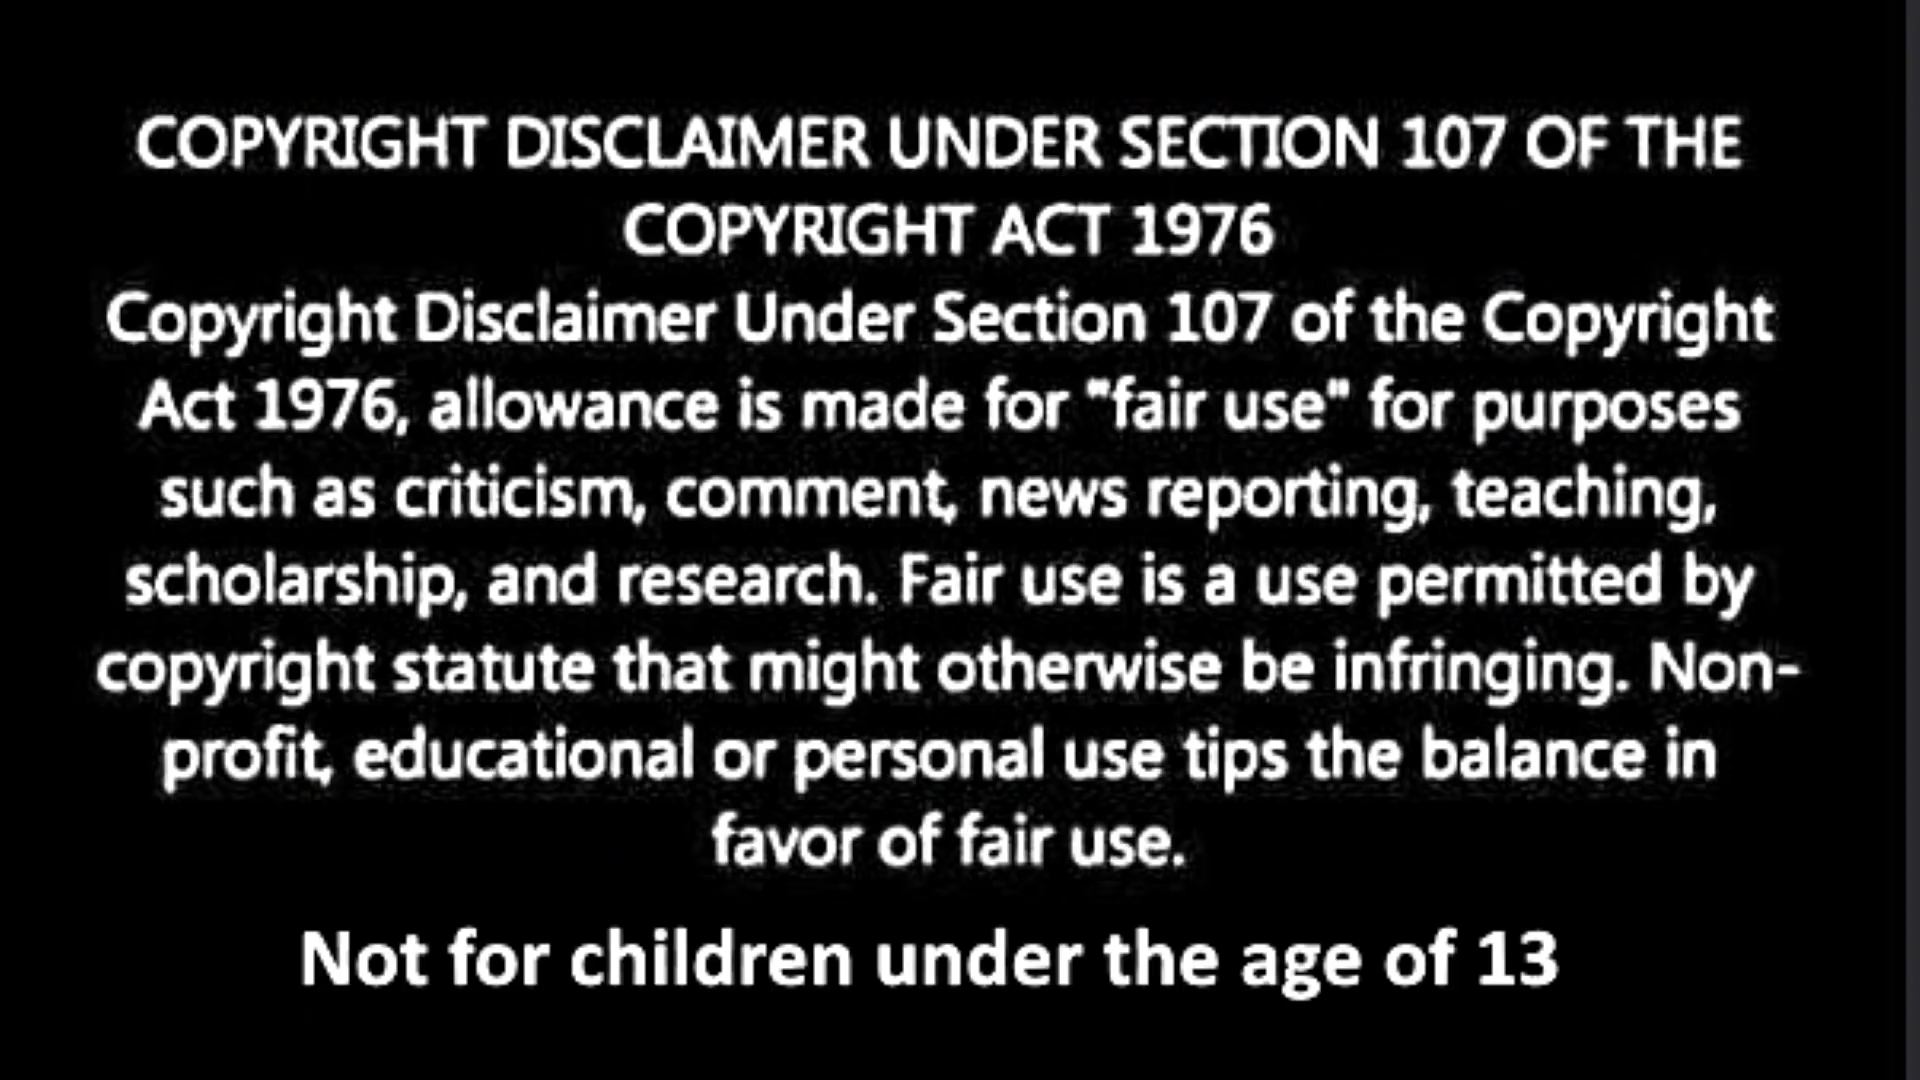 COPYRIGHT DISCLAIMER UNDER SECTION 107 OF THE
COPYRIGHT ACT 1976
Copyright Disclaimer Under Section 107 of the Copyright
Act 1976, allowance is made for "fair use" for purposes
such as criticism, comment, news reporting, teaching,
scholarship, and research. Fair use is a use permitted by
copyright statute that might otherwise be infringing. Non-
profit, educational or personal use tips the balance in
favor of fair use.
Not for children under the age of 13